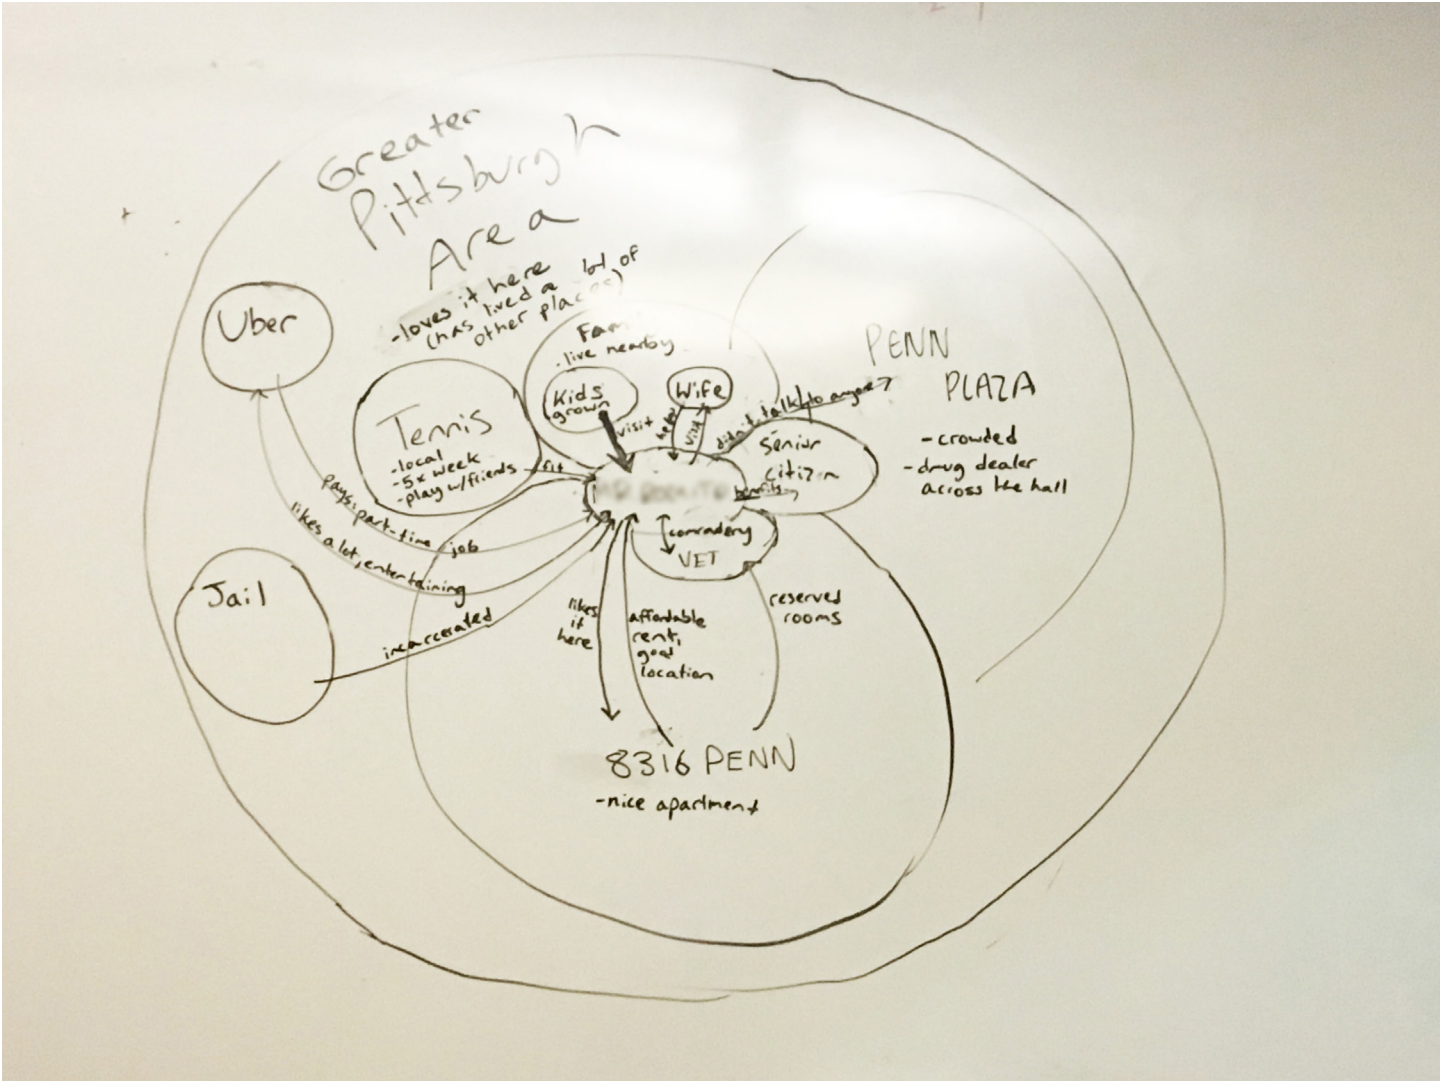 Greater
Pittsburgh
Area
-loves it here
(has lived a lot of
other places)
Uber
Fam
-live nearby
Kids
grown
Wife
visit
help
visit
didn't talk to anyone
PENN
PLAZA
-crowded
-drug dealer
across the hall
Tennis
-local
-5x week
-play w/friends
fit
Senior
Citizn
benefits
comradery
VET
pays, part-time job
likes a lot, entertaining
Jail
incarcerated
likes
it
here
affordable
rent,
good
location
reserved
rooms
8316 PENN
-nice apartment